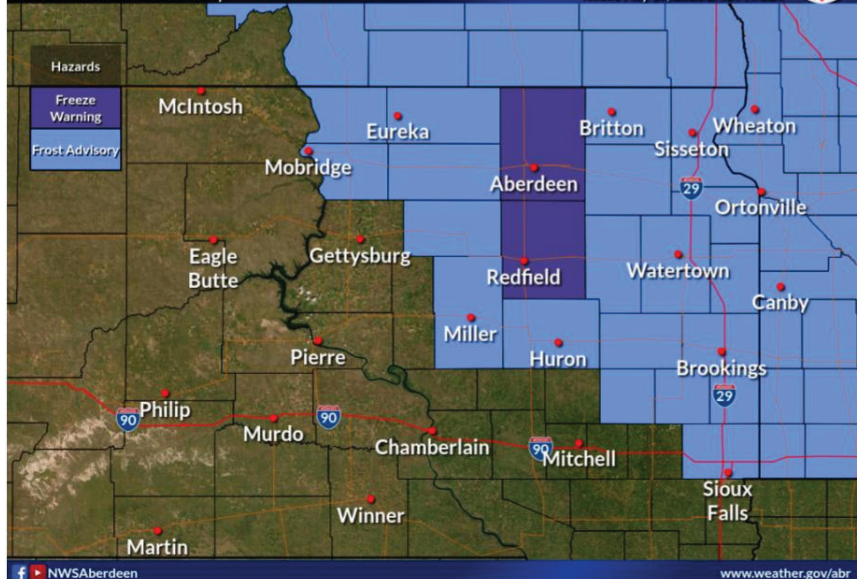 Hazards
Freeze
Warning
Frost Advisory
McIntosh
Eureka
Britton
Wheaton
Sisseton
Mobridge
Aberdeen
29
Ortonville
Eagle
Butte
Gettysburg
Redfield
Watertown
Canby
Miller
Pierre
Huron
Brookings
Philip
29
90
Murdo
90
Chamberlain
90
Mitchell
Sioux
Falls
Winner
Martin
NWSAberdeen
www.weather.gov/abr